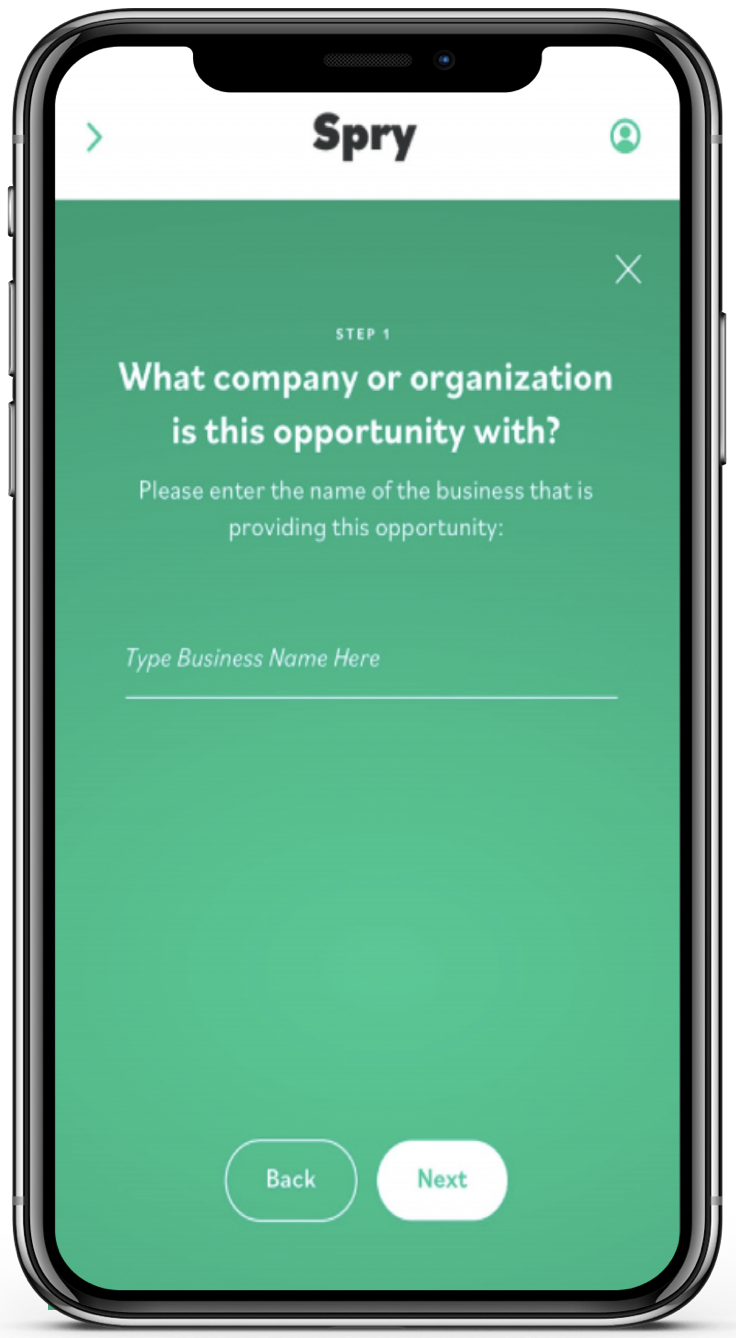 Spry
STEP 1
What company or organization
is this opportunity with?
Please enter the name of the business that is
providing this opportunity:
Type Business Name Here
Back
Next